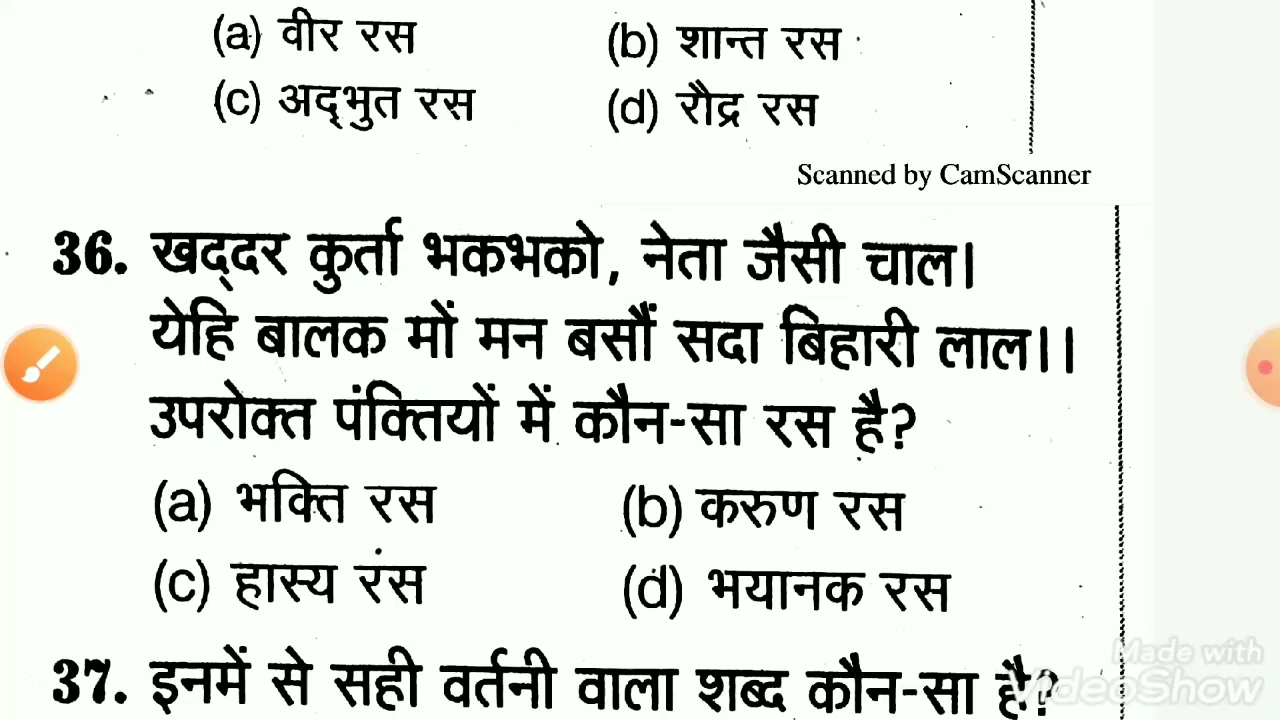 (a) वीर रस (b) शान्त रस
(c) अद्भुत रस (d) रौद्र रस
Scanned by CamScanner
36. खद्दर कुर्ता भकभको, नेता जैसी चाल।
येहि बालक मों मन बसौं सदा बिहारी लाल।।
उपरोक्त पंक्तियों में कौन-सा रस है?
(a) भक्ति रस (b) करुण रस
(c) हास्य रस (d) भयानक रस
37. इनमें से सही वर्तनी वाला शब्द कौन-सा है?
Made with
VideoShow